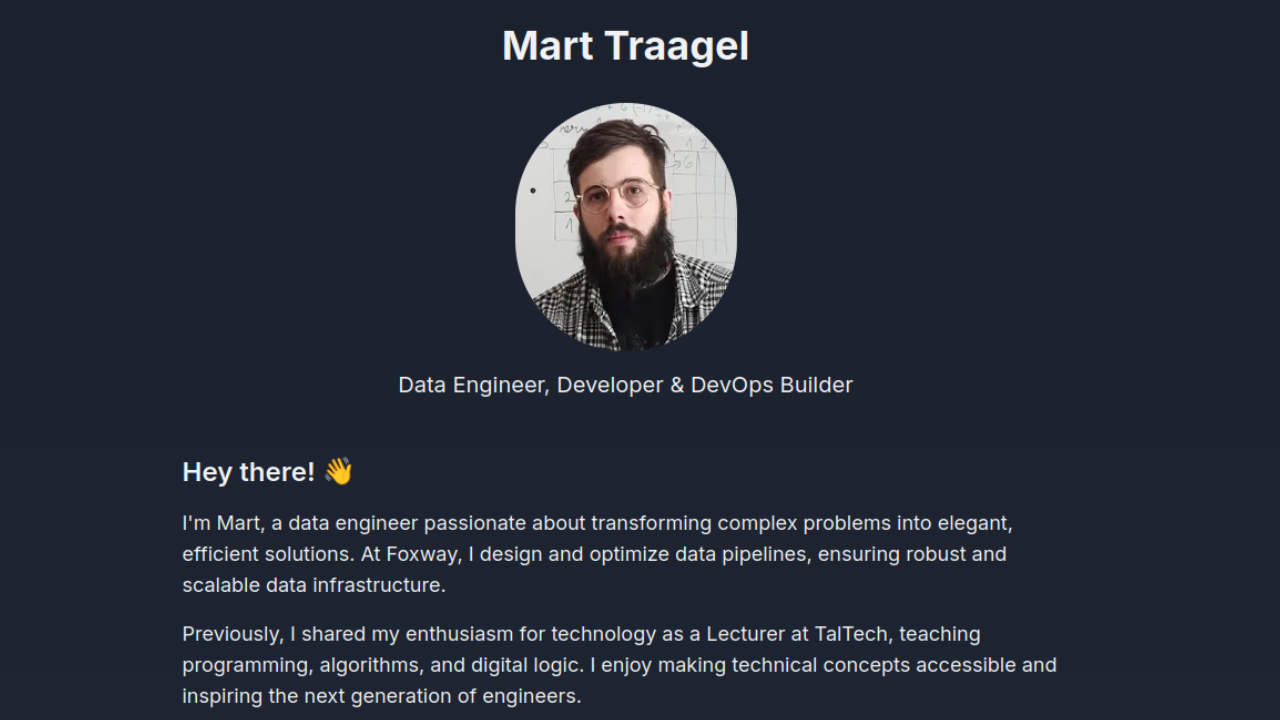 Mart Traagel
Data Engineer, Developer & DevOps Builder
Hey there! 👋
I'm Mart, a data engineer passionate about transforming complex problems into elegant,
efficient solutions. At Foxway, I design and optimize data pipelines, ensuring robust and
scalable data infrastructure.
Previously, I shared my enthusiasm for technology as a Lecturer at TalTech, teaching
programming, algorithms, and digital logic. I enjoy making technical concepts accessible and
inspiring the next generation of engineers.